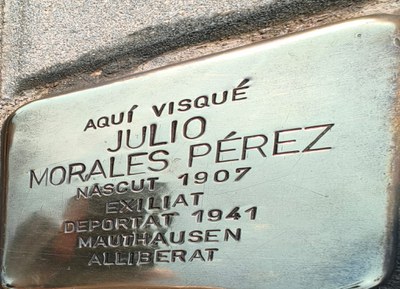 AQUÍ VISQUÉ
JULIO
MORALES PÉREZ
NASCUT 1907
EXILIAT
DEPORTAT 1941
MAUTHAUSEN
ALLIBERAT